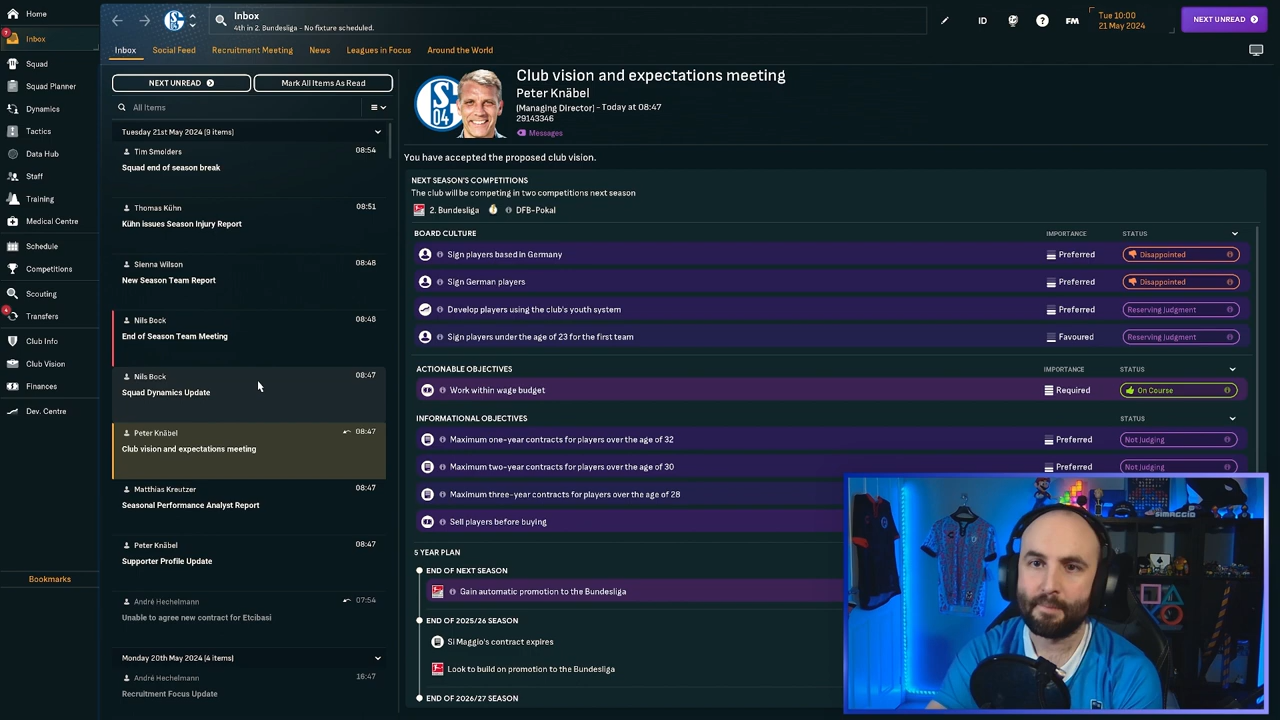 Home
Inbox
4th in 2. Bundesliga - No fixture scheduled.
ID
FM
Tue 10:00
21 May 2024
NEXT UNREAD
7
Inbox
Squad
Squad Planner
Dynamics
Tactics
Data Hub
Staff
Training
Medical Centre
Schedule
Competitions
Scouting
4
Transfers
Club Info
Club Vision
Finances
Dev. Centre
Bookmarks
Inbox
Social Feed
Recruitment Meeting
News
Leagues in Focus
Around the World
NEXT UNREAD
Mark All Items As Read
All Items
Tuesday 21st May 2024 (9 items)
Tim Smolders
08:54
Squad end of season break
Thomas Kühn
08:51
Kühn issues Season Injury Report
Sienna Wilson
08:48
New Season Team Report
Nils Bock
08:48
End of Season Team Meeting
Nils Bock
08:47
Squad Dynamics Update
Peter Knäbel
08:47
Club vision and expectations meeting
Matthias Kreutzer
08:47
Seasonal Performance Analyst Report
Peter Knäbel
08:47
Supporter Profile Update
André Hechelmann
07:54
Unable to agree new contract for Etcibasi
Monday 20th May 2024 (4 items)
André Hechelmann
16:47
Recruitment Focus Update
S
04
Club vision and expectations meeting
Peter Knäbel
(Managing Director) - Today at 08:47
29143346
Messages
You have accepted the proposed club vision.
NEXT SEASON'S COMPETITIONS
The club will be competing in two competitions next season
2. Bundesliga
DFB-Pokal
BOARD CULTURE
IMPORTANCE
STATUS
Sign players based in Germany
Preferred
Disappointed
Sign German players
Preferred
Disappointed
Develop players using the club's youth system
Preferred
Reserving Judgment
Sign players under the age of 23 for the first team
Favoured
Reserving Judgment
ACTIONABLE OBJECTIVES
IMPORTANCE
STATUS
Work within wage budget
Required
On Course
INFORMATIONAL OBJECTIVES
STATUS
Maximum one-year contracts for players over the age of 32
Preferred
Not Judging
Maximum two-year contracts for players over the age of 30
Preferred
Not Judging
Maximum three-year contracts for players over the age of 28
Sell players before buying
5 YEAR PLAN
END OF NEXT SEASON
Gain automatic promotion to the Bundesliga
END OF 2025/26 SEASON
Si Maggio's contract expires
Look to build on promotion to the Bundesliga
END OF 2026/27 SEASON
SIMAGGIO